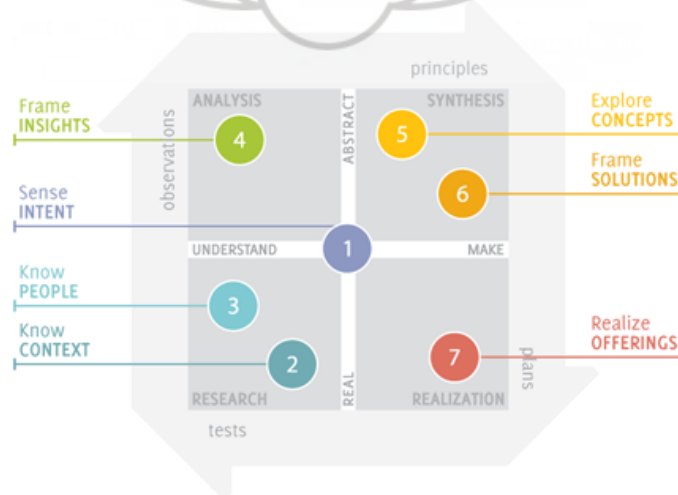 principles
ANALYSIS
ABSTRACT
SYNTHESIS
observations
Frame
INSIGHTS
4
5
Explore
CONCEPTS
Frame
SOLUTIONS
6
Sense
INTENT
UNDERSTAND
1
MAKE
Know
PEOPLE
3
Know
CONTEXT
2
REAL
7
Realize
OFFERINGS
plans
RESEARCH
REALIZATION
tests